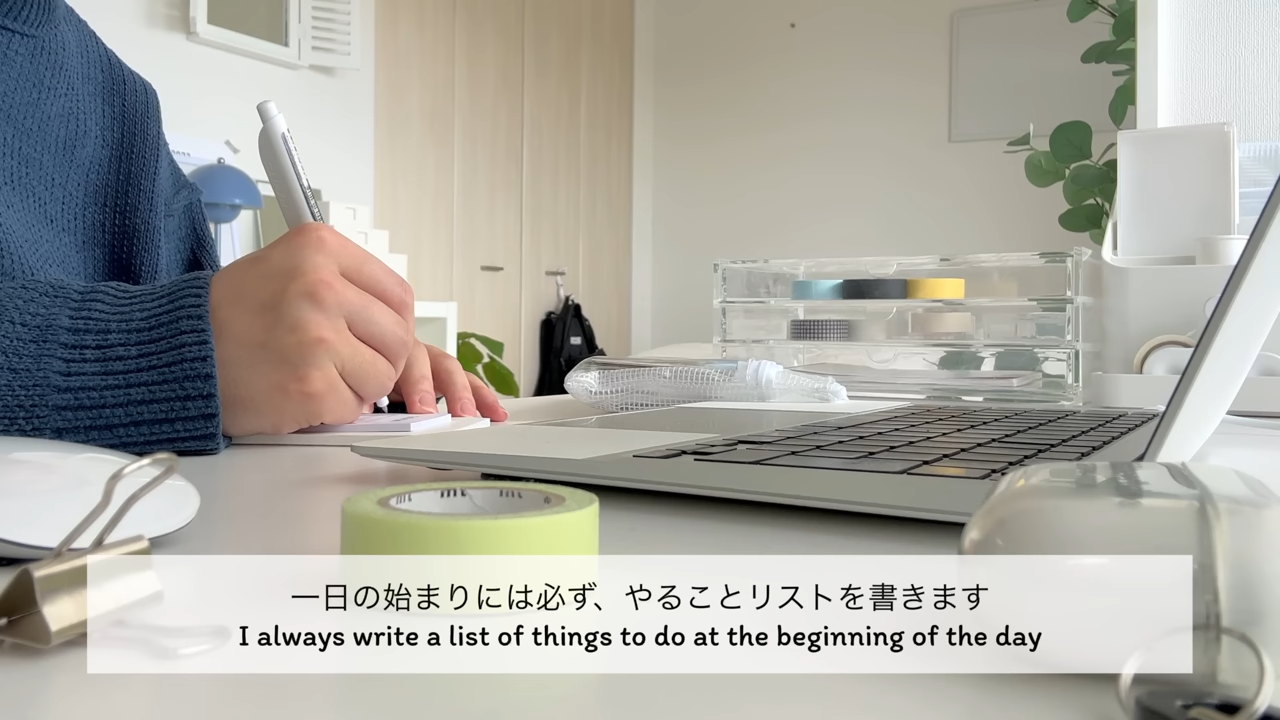 一日の始まりには必ず、やることリストを書きます
I always write a list of things to do at the beginning of the day